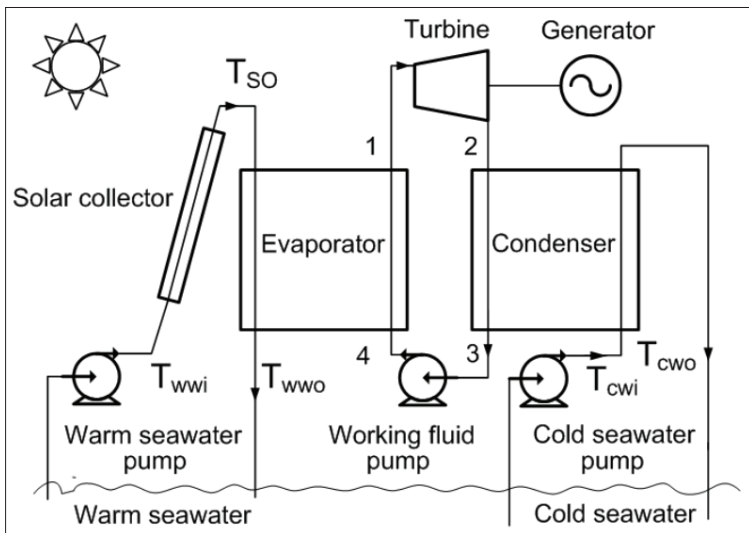 Turbine
Generator
T_SO
1
2
Solar collector
Evaporator
Condenser
4
3
T_wwi
T_wwo
T_cwi
T_cwo
Warm seawater
pump
Working fluid
pump
Cold seawater
pump
Warm seawater
Cold seawater